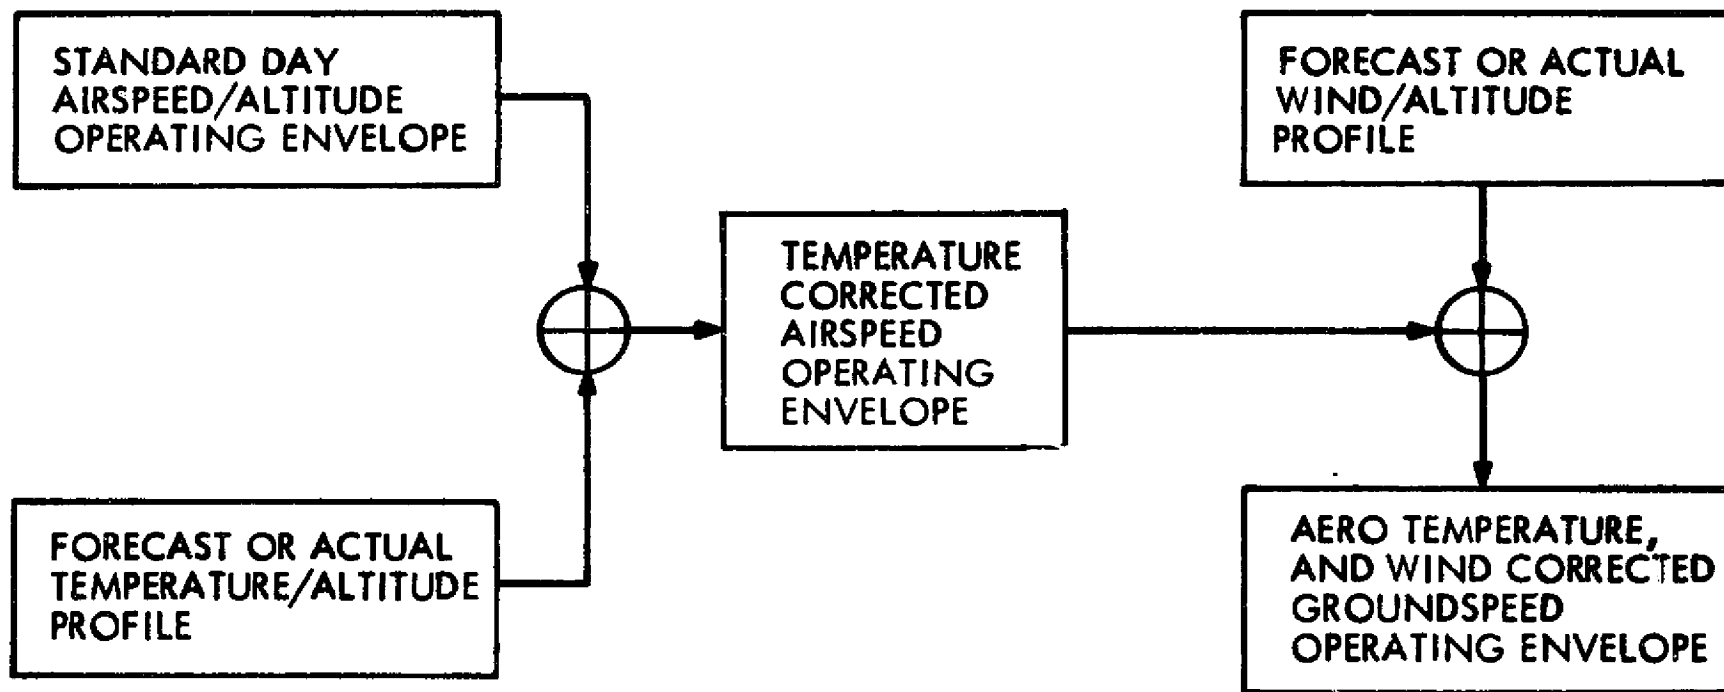 STANDARD DAY
AIRSPEED/ALTITUDE
OPERATING ENVELOPE
FORECAST OR ACTUAL
WIND/ALTITUDE
PROFILE
TEMPERATURE
CORRECTED
AIRSPEED
OPERATING
ENVELOPE
FORECAST OR ACTUAL
TEMPERATURE/ALTITUDE
PROFILE
AERO TEMPERATURE,
AND WIND CORRECTED
GROUNDSPEED
OPERATING ENVELOPE